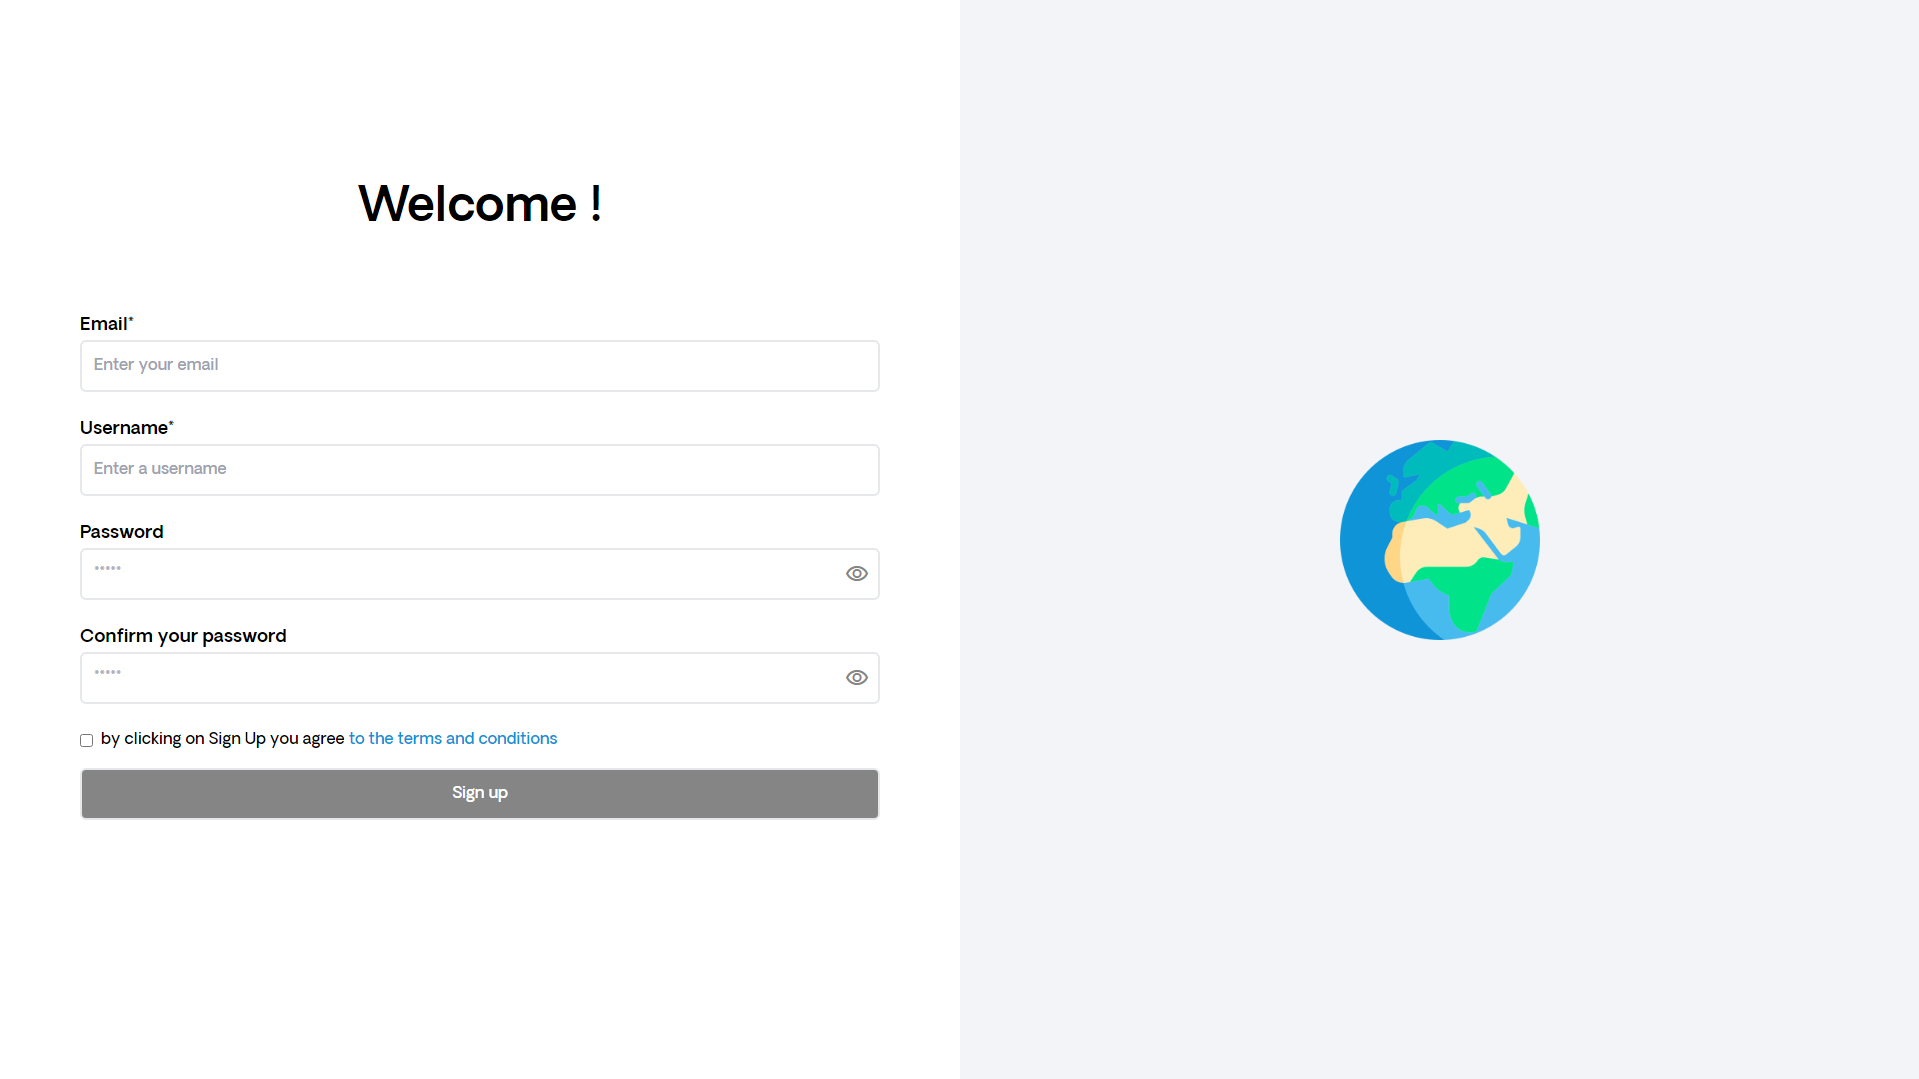 Welcome !
Email*
Enter your email
Username*
Enter a username
Password
•••••
Confirm your password
•••••
by clicking on Sign Up you agree to the terms and conditions
Sign up